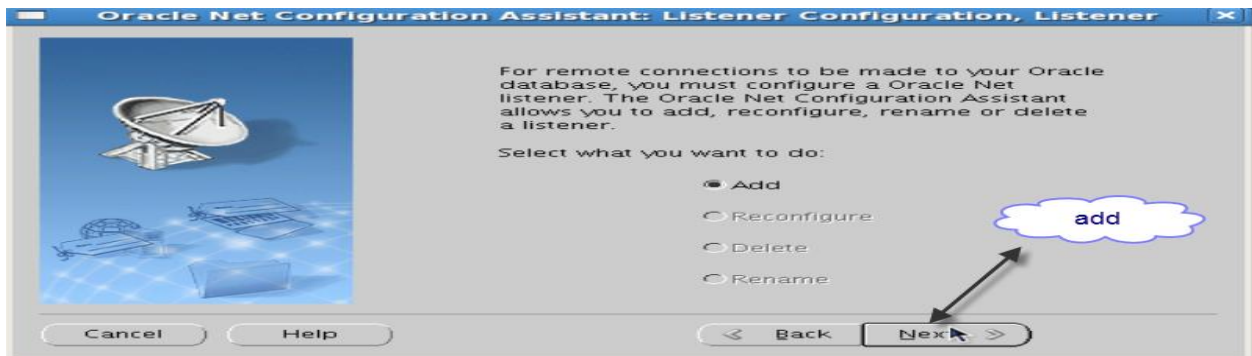 Oracle Net Configuration Assistant: Listener Configuration, Listener
For remote connections to be made to your Oracle
database, you must configure a Oracle Net
listener. The Oracle Net Configuration Assistant
allows you to add, reconfigure, rename or delete
a listener.
Select what you want to do:
Add
Reconfigure
add
Delete
Rename
Cancel
Help
Back
Next